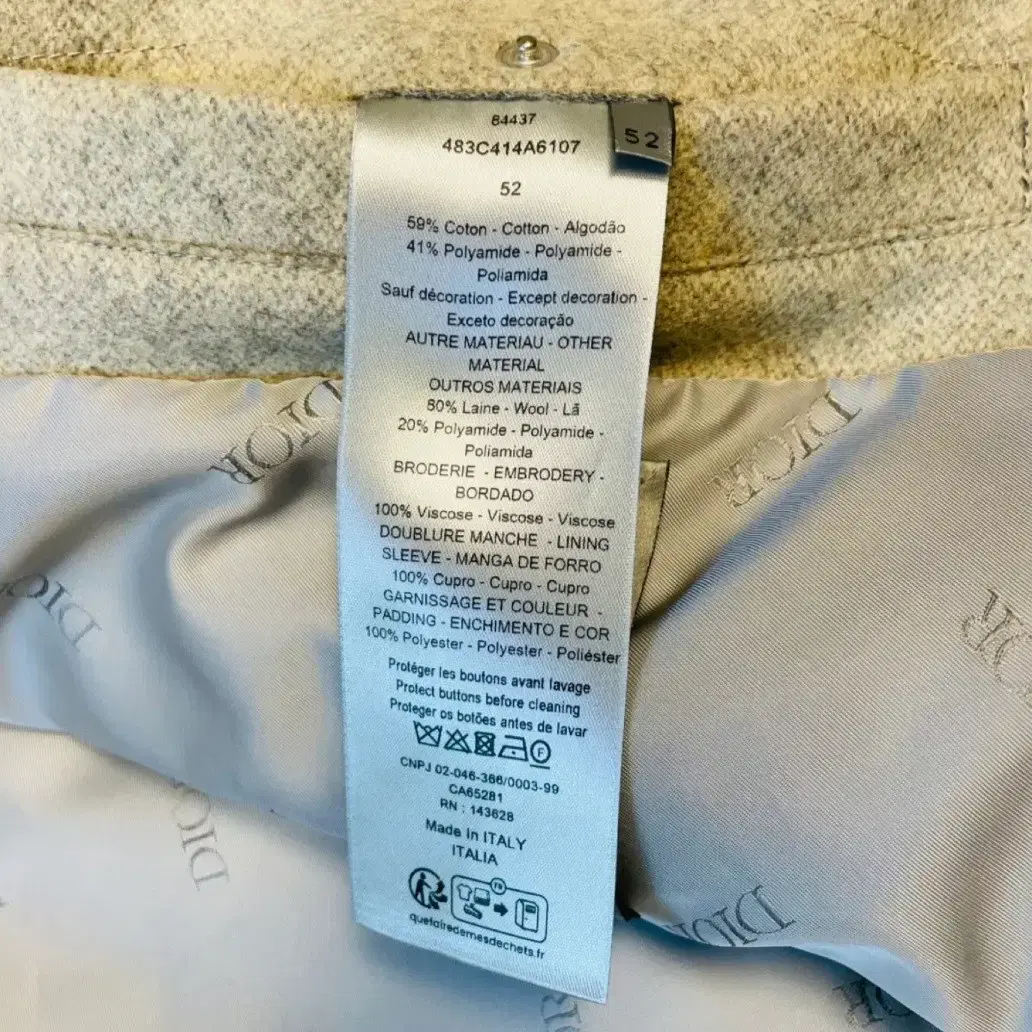 84437
483C414A6107
52
52
59% Coton - Cotton - Algodão
41% Polyamide - Polyamide -
Poliamida
Sauf décoration - Except decoration -
Exceto decoração
AUTRE MATERIAU - OTHER
MATERIAL
OUTROS MATERIAIS
80% Laine - Wool - Lã
20% Polyamide - Polyamide -
Poliamida
BRODERIE - EMBRODERY -
BORDADO
100% Viscose - Viscose - Viscose
DOUBLURE MANCHE - LINING
SLEEVE - MANGA DE FORRO
100% Cupro - Cupro - Cupro
GARNISSAGE ET COULEUR -
PADDING - ENCHIMENTO E COR
100% Polyester - Polyester - Poliéster
Protéger les boutons avant lavage
Protect buttons before cleaning
Proteger os botões antes de lavar
F
CNPJ 02-046-366/0003-99
CA65281
RN : 143628
Made in ITALY
ITALIA
FR
quefairedemesdechets.fr
DIOR
DIOR
DIOR
DIOR
DIOR
DIOR